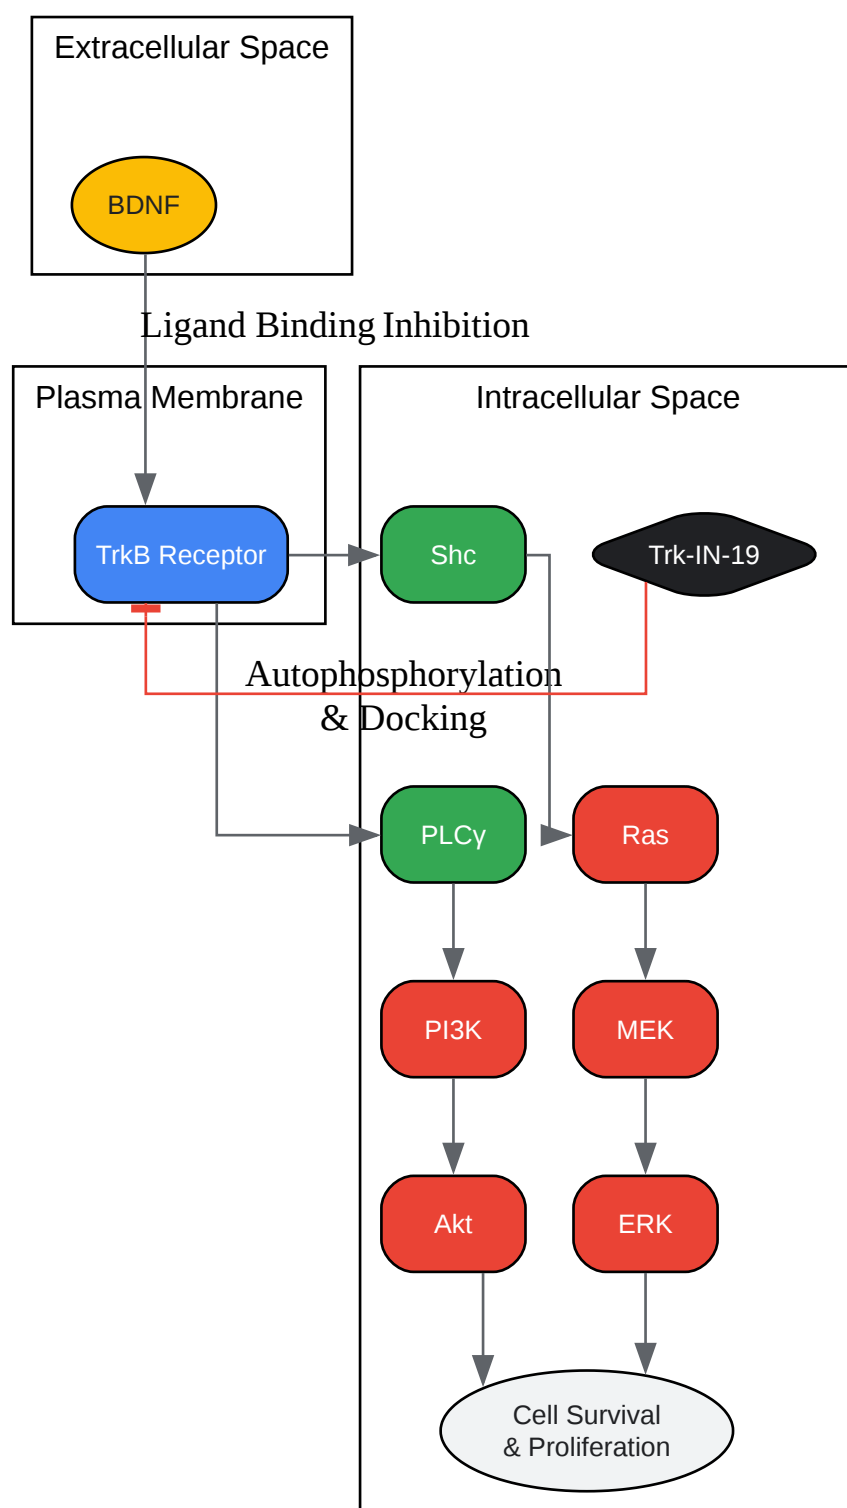 Extracellular Space
BDNF
Ligand Binding
Inhibition
Plasma Membrane
Intracellular Space
TrkB Receptor
Shc
Trk-IN-19
Autophosphorylation
& Docking
PLCγ
Ras
PI3K
MEK
Akt
ERK
Cell Survival
& Proliferation